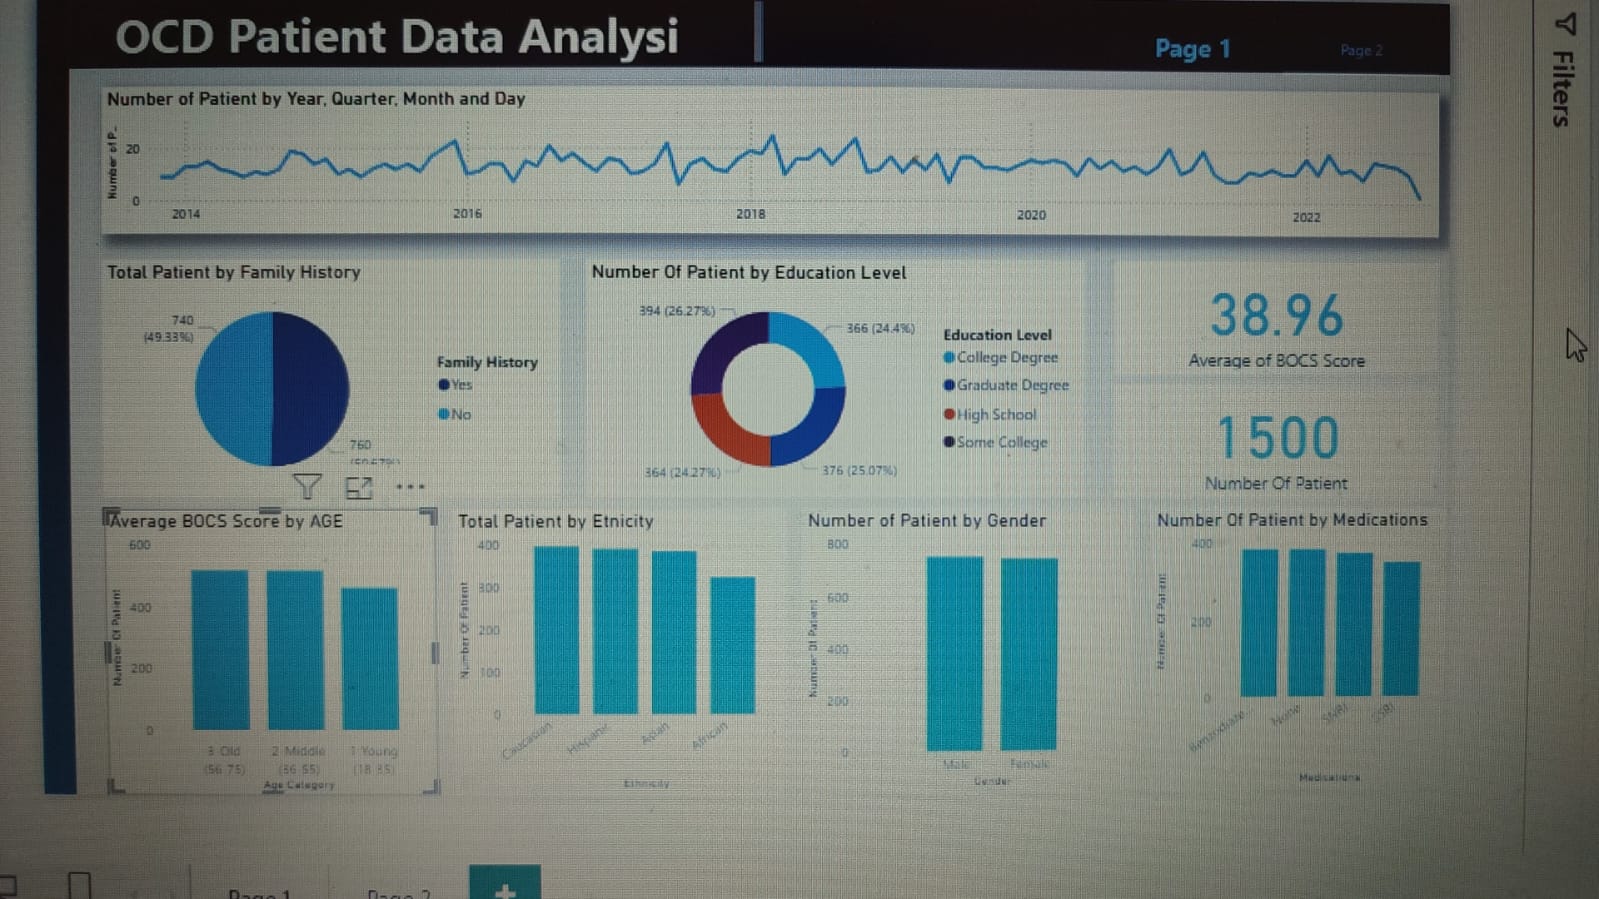 OCD Patient Data Analysi
Page 1
Page 2
Filters
Number of Patient by Year, Quarter, Month and Day
Number of P...
20
0
2014
2016
2018
2020
2022
Total Patient by Family History
740
(49.33%)
760
Family History
Yes
No
Number Of Patient by Education Level
394 (26.27%)
366 (24.4%)
364 (24.27%)
376 (25.07%)
Education Level
College Degree
Graduate Degree
High School
Some College
38.96
Average of BOCS Score
1500
Number Of Patient
Average BOCS Score by AGE
600
400
200
0
Number Of Patient
3 Old
(56-75)
2 Middle
(36-55)
1 Young
Age Category
Total Patient by Etnicity
400
300
200
100
0
Number Of Patient
Caucasian
Hispanic
Asian
African
Ethnicity
Number of Patient by Gender
800
600
400
200
0
Number Of Patient
Male
Female
Gender
Number Of Patient by Medications
400
200
0
Number Of Patient
None
SNRI
SSRI
Medications
Page 1
Page 2